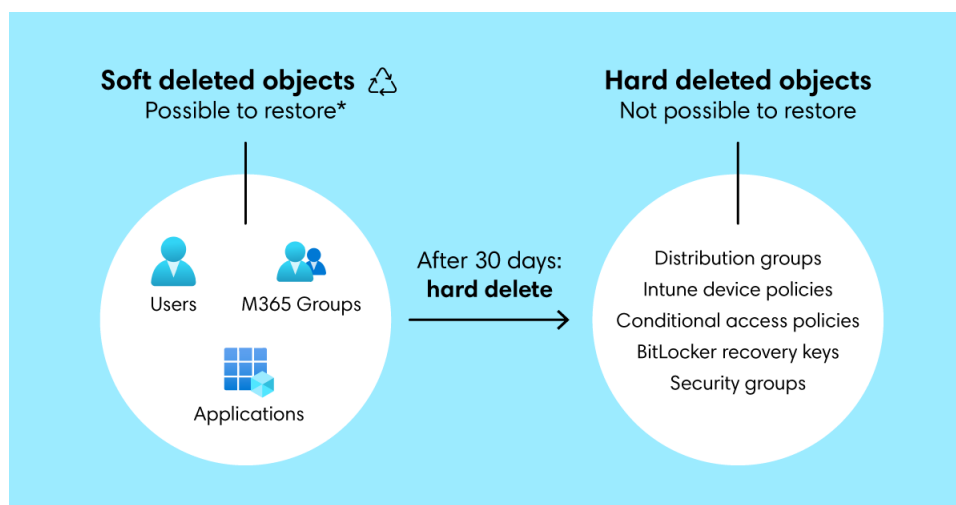 Soft deleted objects
Possible to restore*
Hard deleted objects
Not possible to restore
Users
M365 Groups
Applications
After 30 days:
hard delete
Distribution groups
Intune device policies
Conditional access policies
BitLocker recovery keys
Security groups